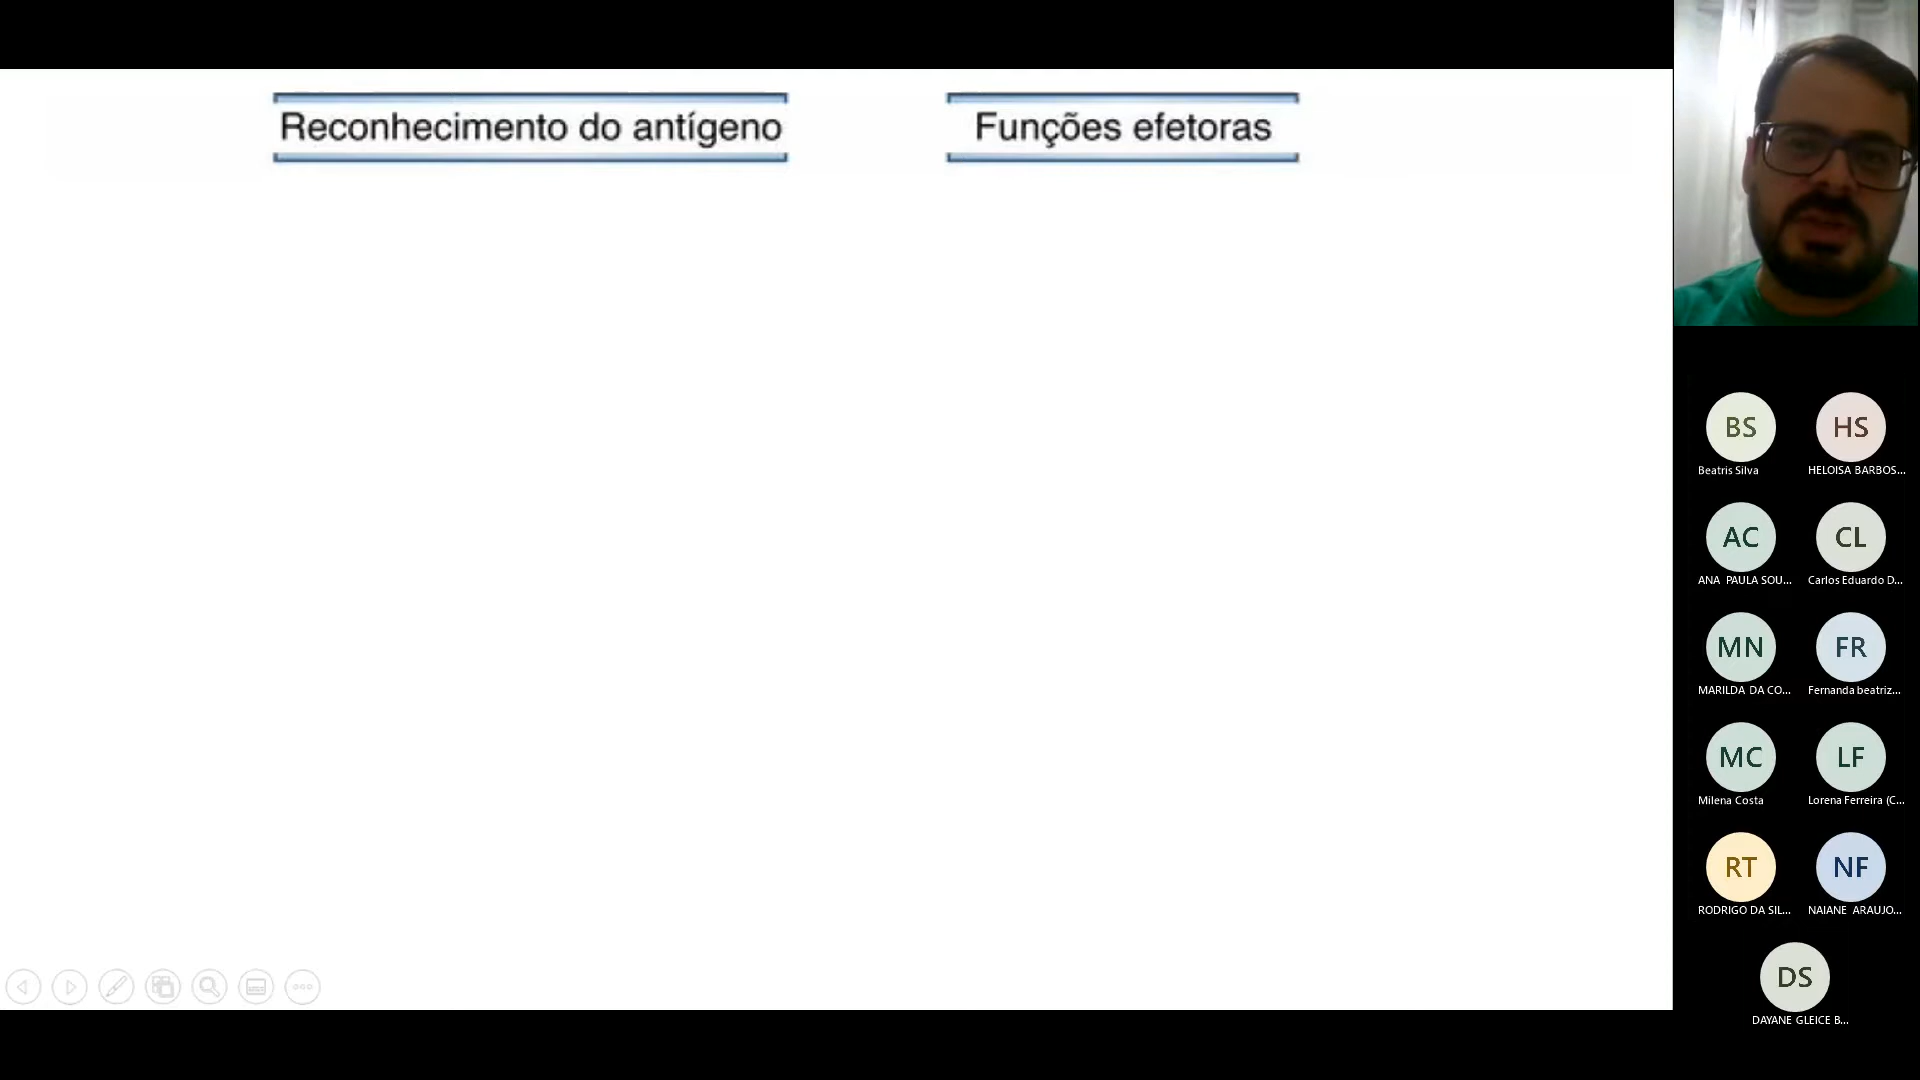 Reconhecimento do antígeno
Funções efetoras
BS
HS
Beatris Silva
HELOISA BARBOS...
AC
CL
ANA PAULA SOU...
Carlos Eduardo D...
MN
FR
MARILDA DA CO...
Fernanda beatriz...
MC
LF
Milena Costa
Lorena Ferreira (C...
RT
NF
RODRIGO DA SIL...
NAIANE ARAUJO...
DS
DAYANE GLEICE B...